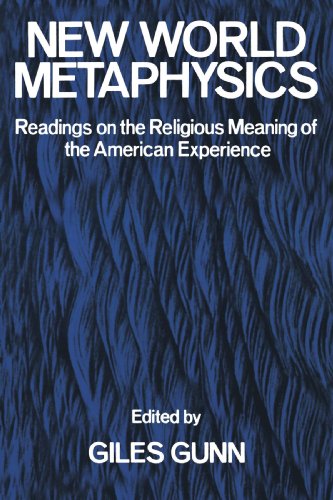 NEW WORLD
METAPHYSICS
Readings on the Religious Meaning of
the American Experience
Edited by
GILES GUNN